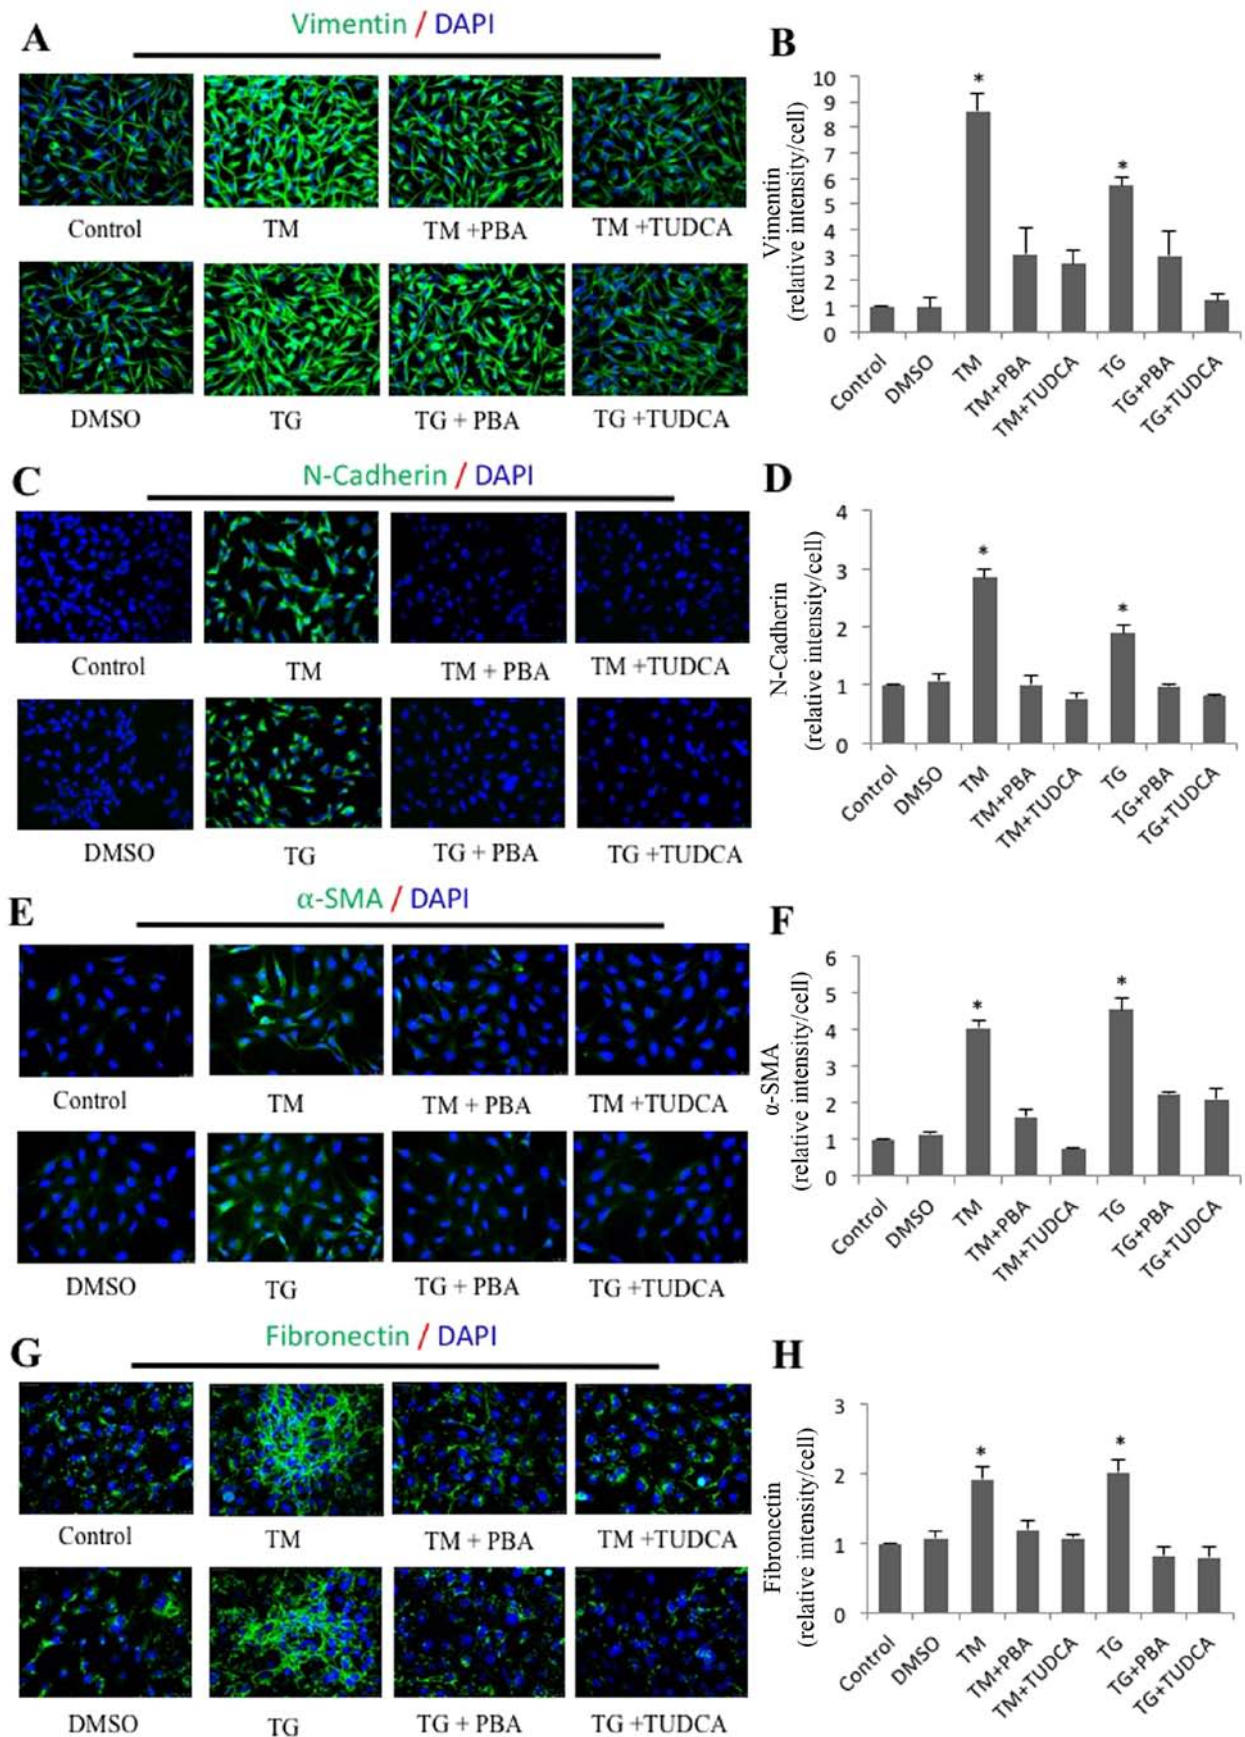 A
Vimentin / DAPI
Control
TM
TM +PBA
TM +TUDCA
DMSO
TG
TG + PBA
TG +TUDCA
B
Vimentin
(relative intensity/cell)
10
9
8
7
6
5
4
3
2
1
0
*
*
Control
DMSO
TM
TM+PBA
TM+TUDCA
TG
TG+PBA
TG+TUDCA
C
N-Cadherin / DAPI
Control
TM
TM + PBA
TM +TUDCA
DMSO
TG
TG + PBA
TG +TUDCA
D
N-Cadherin
(relative intensity/cell)
4
3
2
1
0
*
*
Control
DMSO
TM
TM+PBA
TM+TUDCA
TG
TG+PBA
TG+TUDCA
E
α-SMA / DAPI
Control
TM
TM + PBA
TM +TUDCA
DMSO
TG
TG + PBA
TG +TUDCA
F
α-SMA
(relative intensity/cell)
6
5
4
3
2
1
0
*
*
Control
DMSO
TM
TM+PBA
TM+TUDCA
TG
TG+PBA
TG+TUDCA
G
Fibronectin / DAPI
Control
TM
TM + PBA
TM +TUDCA
DMSO
TG
TG + PBA
TG +TUDCA
H
Fibronectin
(relative intensity/cell)
3
2
1
0
*
*
Control
DMSO
TM
TM+PBA
TM+TUDCA
TG
TG+PBA
TG+TUDCA